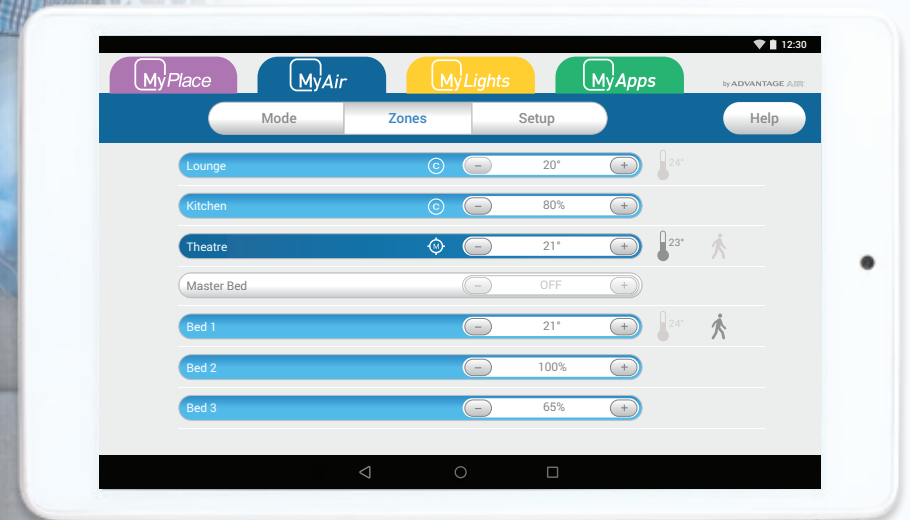 12:30
MyPlace MyAir MyLights MyApps by ADVANTAGE AIR
Mode Zones Setup Help
Lounge C - 20° + 24°
Kitchen C - 80% +
Theatre M - 21° + 23°
Master Bed - OFF +
Bed 1 - 21° + 24°
Bed 2 - 100% +
Bed 3 - 65% +